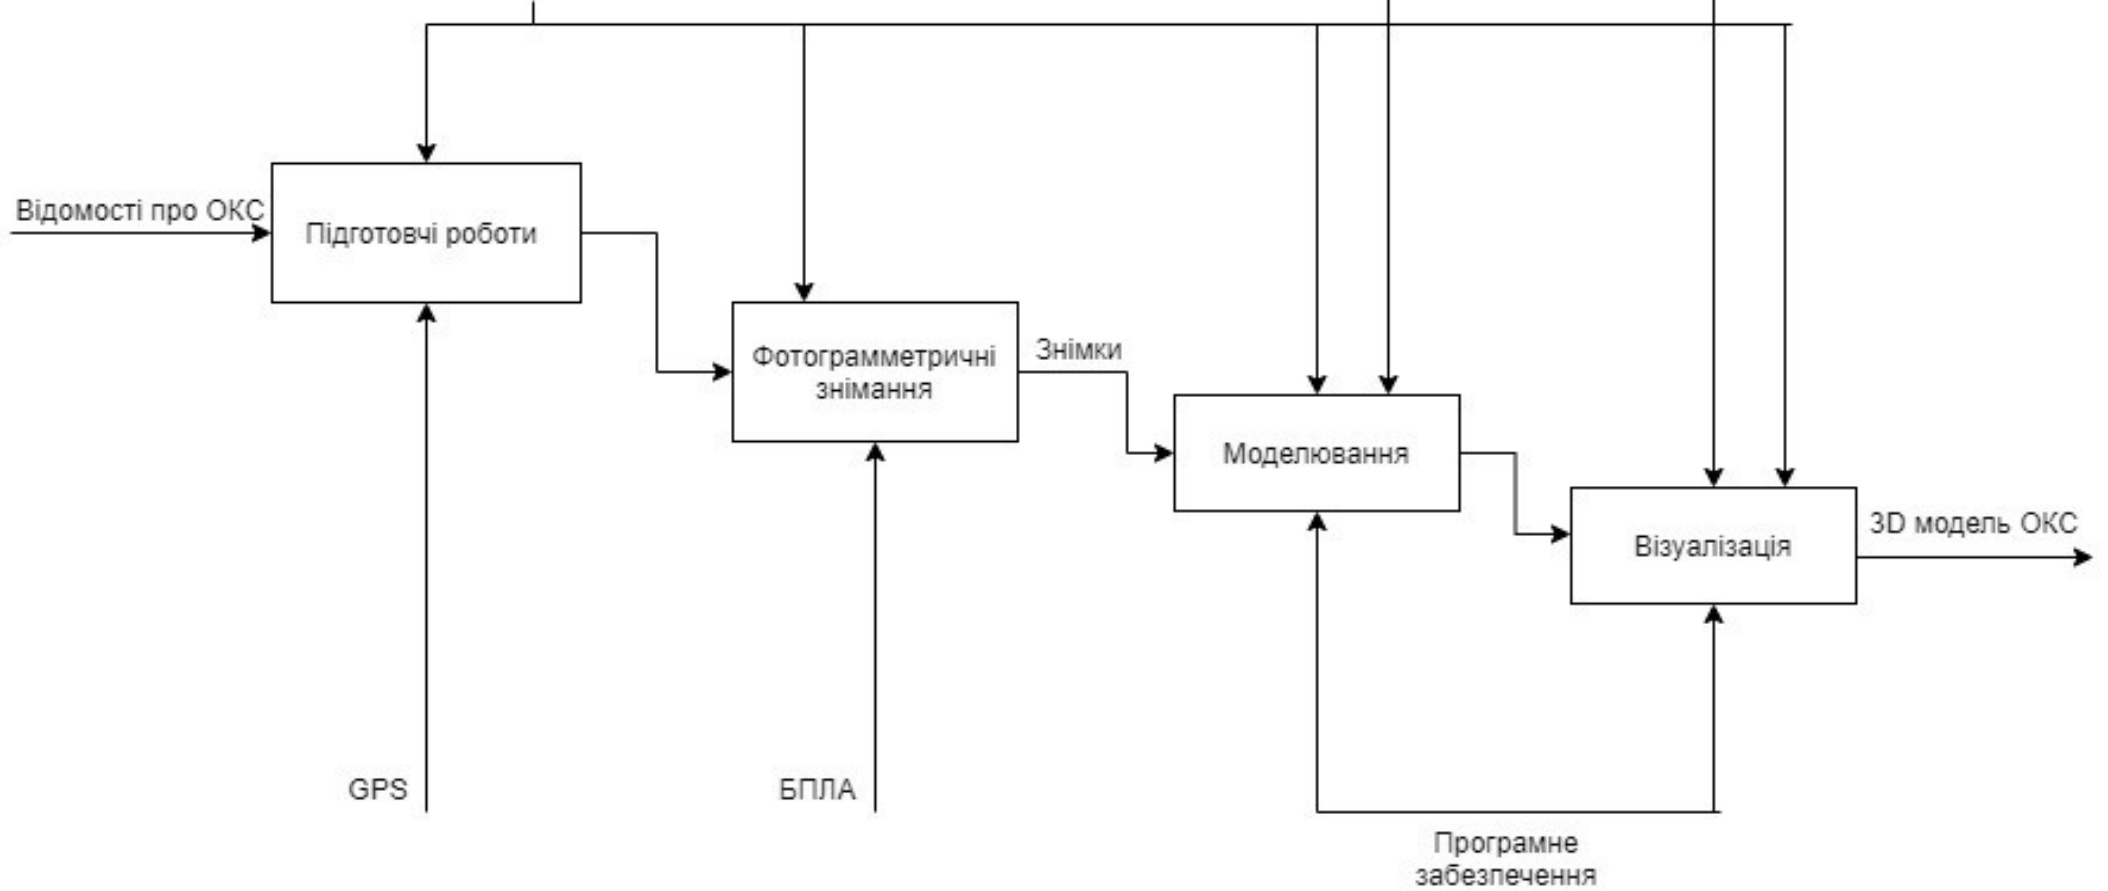 Відомості про ОКС
Підготовчі роботи
Фотограмметричні
знімання
Знімки
Моделювання
Візуалізація
3D модель ОКС
GPS
БПЛА
Програмне
забезпечення